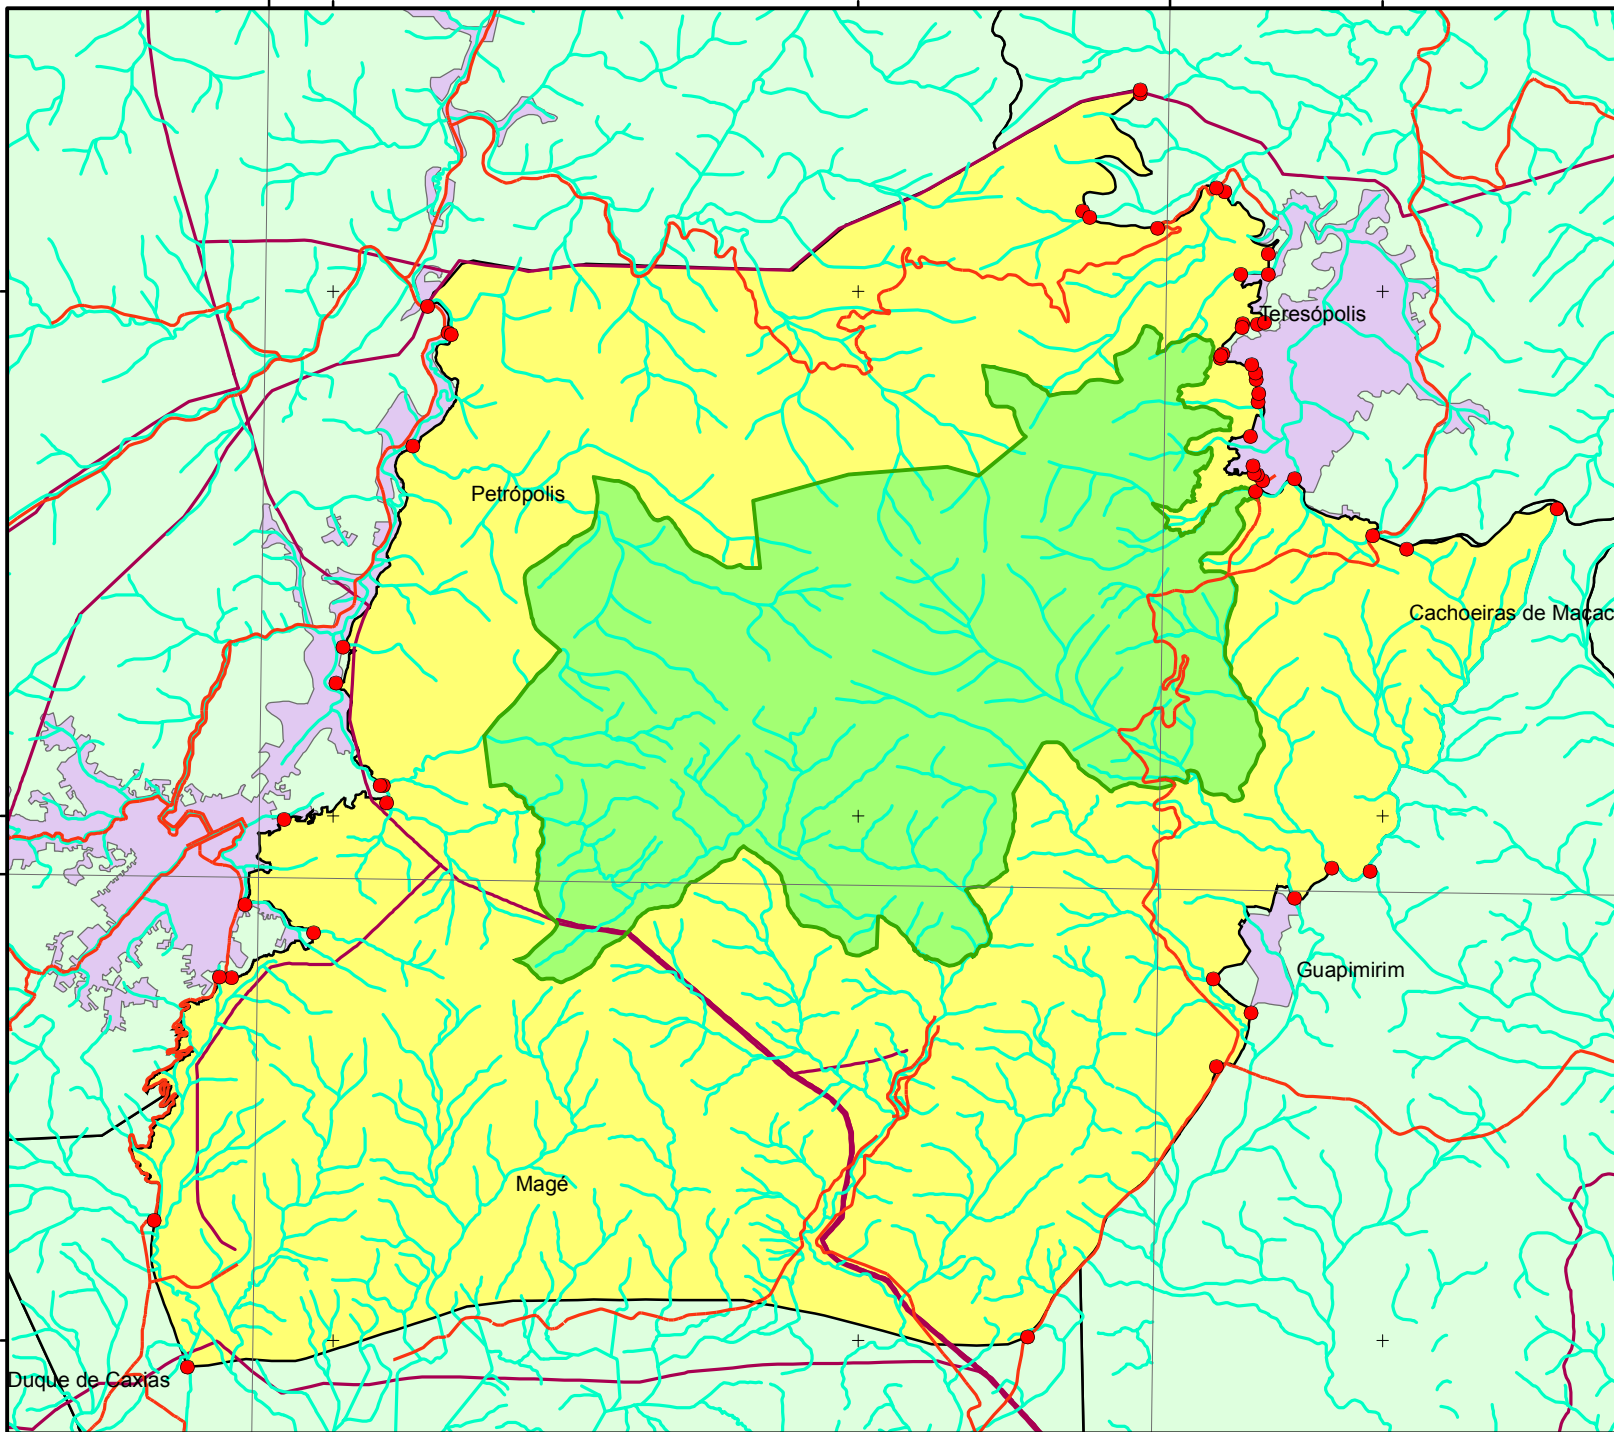 Teresópolis
Petrópolis
Cachoeiras de Macac
Guapimirim
Magé
Duque de Caxias